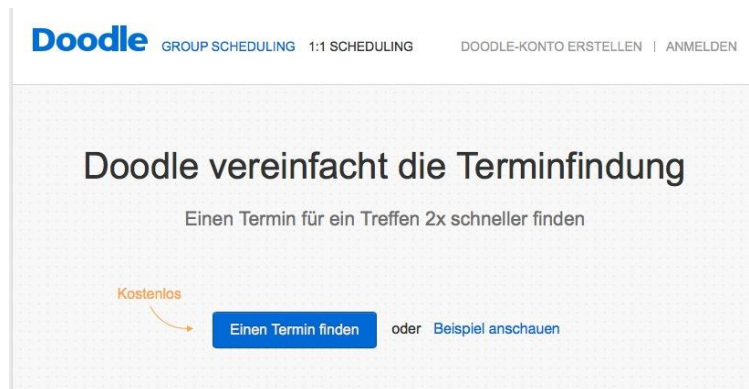 Doodle GROUP SCHEDULING 1:1 SCHEDULING DOODLE-KONTO ERSTELLEN | ANMELDEN
Doodle vereinfacht die Terminfindung
Einen Termin für ein Treffen 2x schneller finden
Kostenlos
Einen Termin finden oder Beispiel anschauen